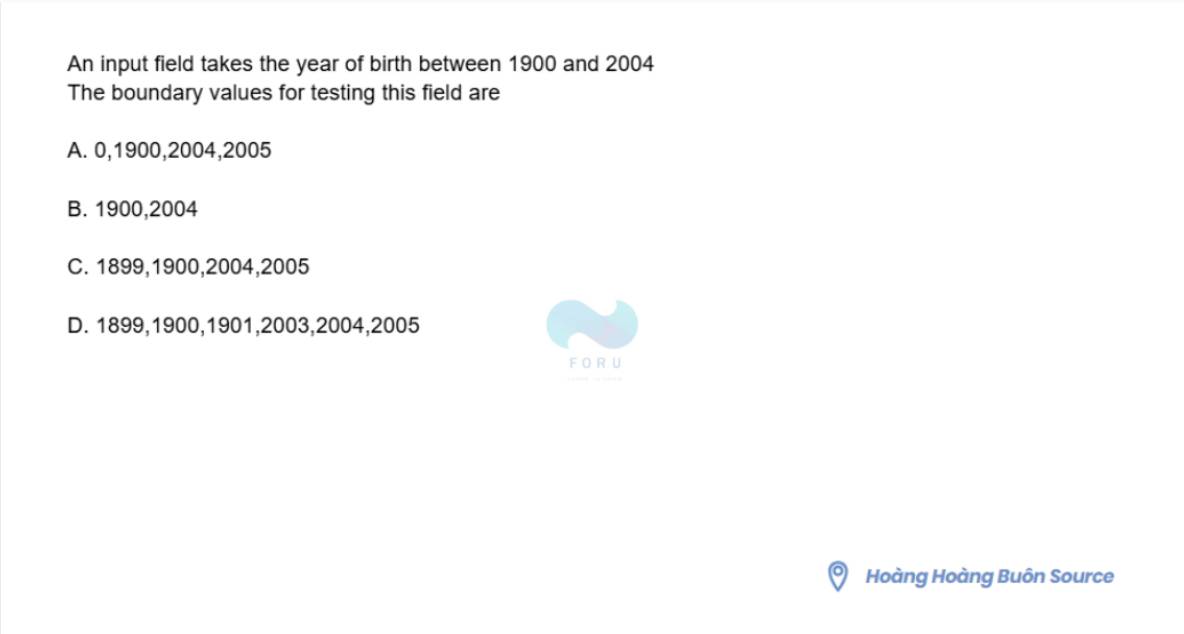 An input field takes the year of birth between 1900 and 2004
The boundary values for testing this field are
A. 0,1900,2004,2005
B. 1900,2004
C. 1899,1900,2004,2005
D. 1899,1900,1901,2003,2004,2005
FORU
Hoàng Hoàng Buôn Source